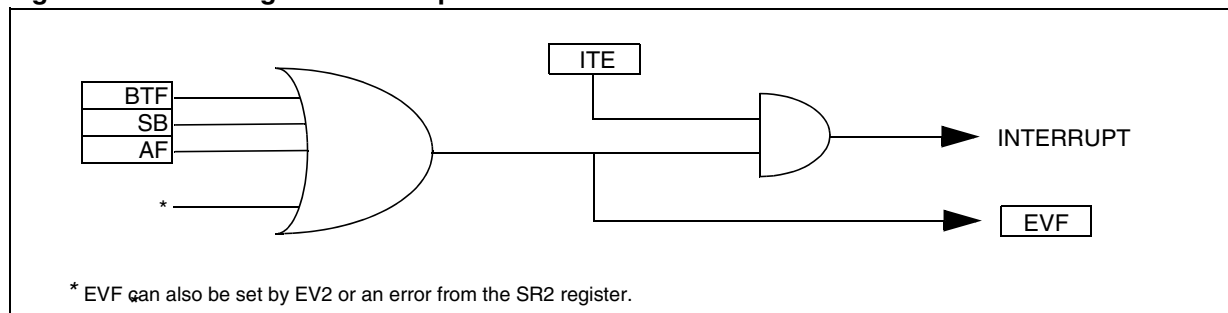 ITE
BTF
SB
AF
INTERRUPT
*
EVF
* EVF can also be set by EV2 or an error from the SR2 register.
*